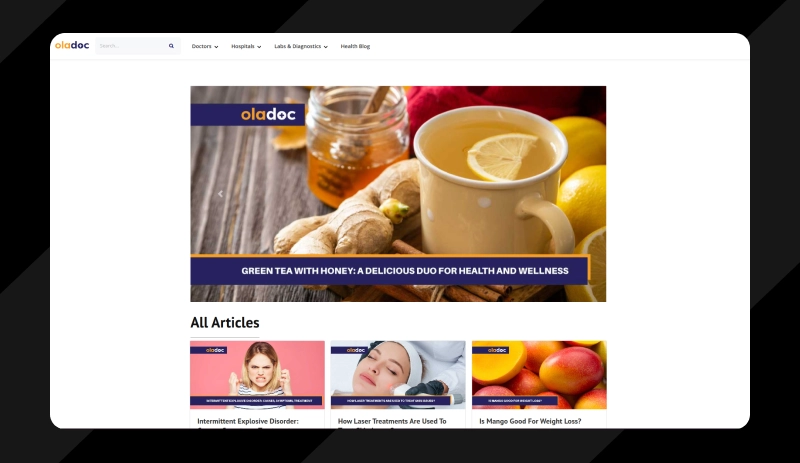 oladoc
Search...
Doctors
Hospitals
Labs & Diagnostics
Health Blog
oladoc
GREEN TEA WITH HONEY: A DELICIOUS DUO FOR HEALTH AND WELLNESS
All Articles
oladoc
INTERMITTENT EXPLOSIVE DISORDER: CAUSES, SYMPTOMS, TREATMENT
Intermittent Explosive Disorder:
oladoc
HOW LASER TREATMENTS ARE USED TO TREAT SKIN ISSUES?
How Laser Treatments Are Used To
oladoc
IS MANGO GOOD FOR WEIGHT LOSS?
Is Mango Good For Weight Loss?